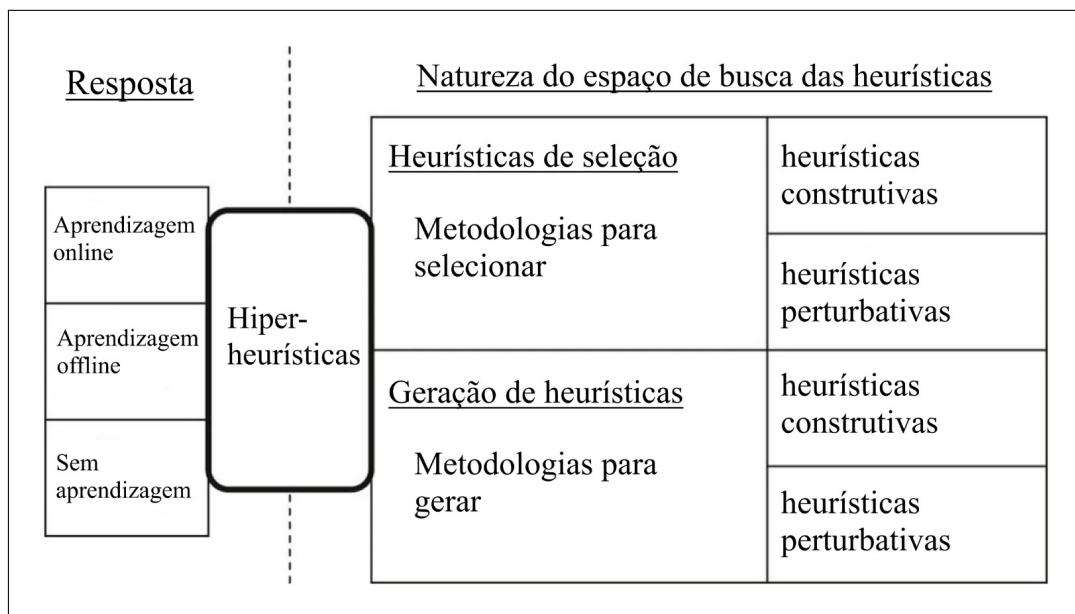 Resposta
Natureza do espaço de busca das heurísticas
Aprendizagem
online
Aprendizagem
offline
Sem
aprendizagem
Hiper-
heurísticas
Heurísticas de seleção
Metodologias para
selecionar
heurísticas
construtivas
heurísticas
perturbativas
Geração de heurísticas
Metodologias para
gerar
heurísticas
construtivas
heurísticas
perturbativas